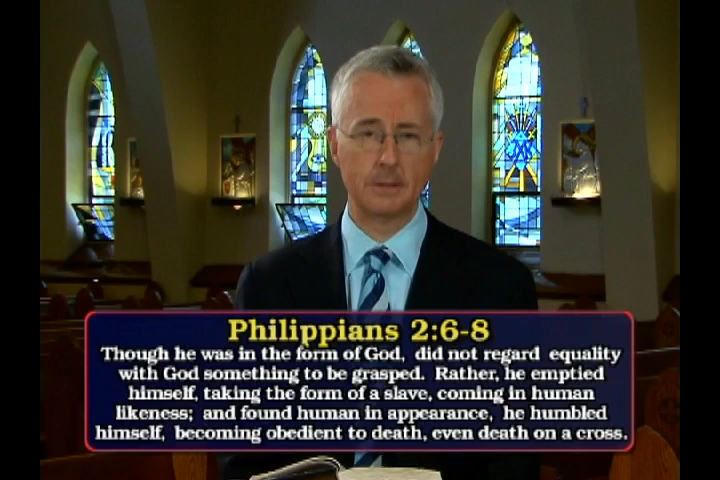 Philippians 2:6-8
Though he was in the form of God, did not regard equality
with God something to be grasped. Rather, he emptied
himself, taking the form of a slave, coming in human
likeness; and found human in appearance, he humbled
himself, becoming obedient to death, even death on a cross.